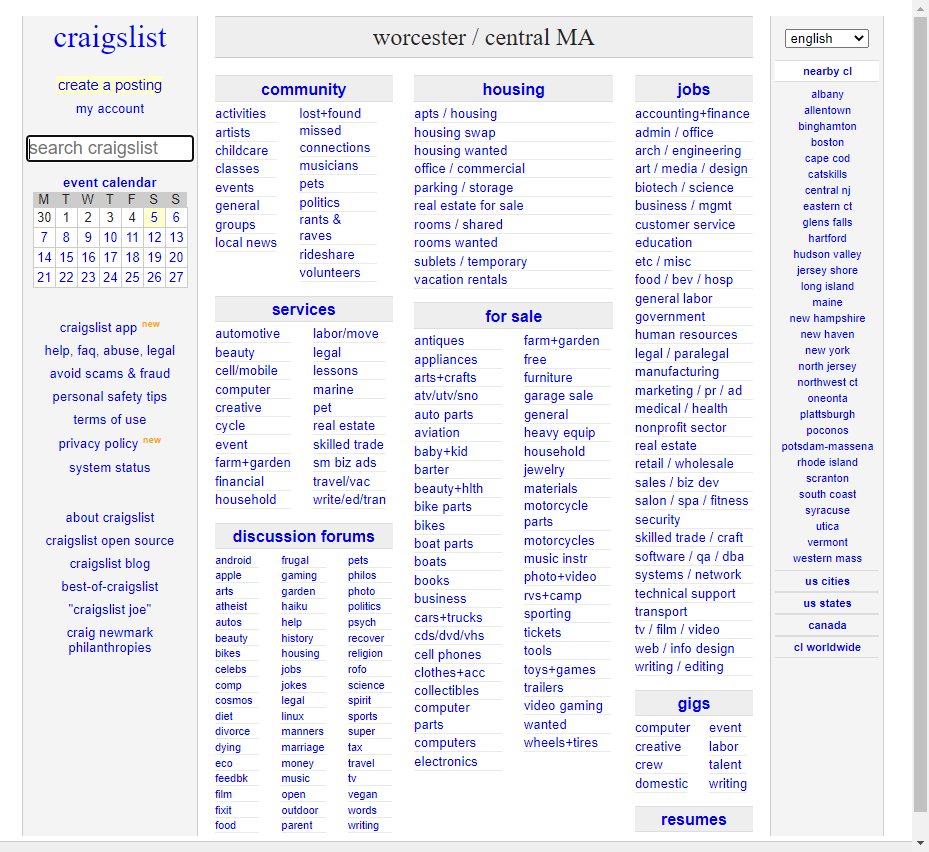 craigslist
create a posting
my account
search craigslist
event calendar
M T W T F S S
30 1 2 3 4 5 6
7 8 9 10 11 12 13
14 15 16 17 18 19 20
21 22 23 24 25 26 27
craigslist app new
help, faq, abuse, legal
avoid scams & fraud
personal safety tips
terms of use
privacy policy new
system status
about craigslist
craigslist open source
craigslist blog
best-of-craigslist
"craigslist joe"
craig newmark
philanthropies
worcester / central MA
community
activities
artists
childcare
classes
events
general
groups
local news
lost+found
missed
connections
musicians
pets
politics
rants &
raves
rideshare
volunteers
services
automotive
beauty
cell/mobile
computer
creative
cycle
event
farm+garden
financial
household
labor/move
legal
lessons
marine
pet
real estate
skilled trade
sm biz ads
travel/vac
write/ed/tran
discussion forums
android
apple
arts
atheist
autos
beauty
bikes
celebs
comp
cosmos
diet
divorce
dying
eco
feedbk
film
fixit
food
frugal
gaming
garden
haiku
help
history
housing
jobs
jokes
legal
linux
manners
marriage
money
music
open
outdoor
parent
pets
philos
photo
politics
psych
recover
religion
rofo
science
spirit
sports
super
tax
travel
tv
vegan
words
writing
housing
apts / housing
housing swap
housing wanted
office / commercial
parking / storage
real estate for sale
rooms / shared
rooms wanted
sublets / temporary
vacation rentals
for sale
antiques
appliances
arts+crafts
atv/utv/sno
auto parts
aviation
baby+kid
barter
beauty+hlth
bike parts
bikes
boat parts
boats
books
business
cars+trucks
cds/dvd/vhs
cell phones
clothes+acc
collectibles
computer
parts
computers
electronics
farm+garden
free
furniture
garage sale
general
heavy equip
household
jewelry
materials
motorcycle
parts
motorcycles
music instr
photo+video
rvs+camp
sporting
tickets
tools
toys+games
trailers
video gaming
wanted
wheels+tires
jobs
accounting+finance
admin / office
arch / engineering
art / media / design
biotech / science
business / mgmt
customer service
education
etc / misc
food / bev / hosp
general labor
government
human resources
legal / paralegal
manufacturing
marketing / pr / ad
medical / health
nonprofit sector
real estate
retail / wholesale
sales / biz dev
salon / spa / fitness
security
skilled trade / craft
software / qa / dba
systems / network
technical support
transport
tv / film / video
web / info design
writing / editing
gigs
computer
creative
crew
domestic
event
labor
talent
writing
resumes
english
nearby cl
albany
allentown
binghamton
boston
cape cod
catskills
central nj
eastern ct
glens falls
hartford
hudson valley
jersey shore
long island
maine
new hampshire
new haven
new york
north jersey
northwest ct
oneonta
plattsburgh
poconos
potsdam-massena
rhode island
scranton
south coast
syracuse
utica
vermont
western mass
us cities
us states
canada
cl worldwide